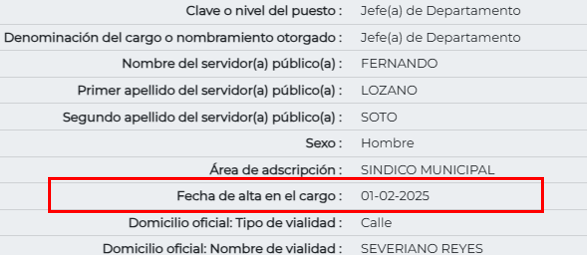 Clave o nivel del puesto : Jefe(a) de Departamento
Denominación del cargo o nombramiento otorgado : Jefe(a) de Departamento
Nombre del servidor(a) público(a) : FERNANDO
Primer apellido del servidor(a) público(a) : LOZANO
Segundo apellido del servidor(a) público(a) : SOTO
Sexo : Hombre
Área de adscripción : SINDICO MUNICIPAL
Fecha de alta en el cargo : 01-02-2025
Domicilio oficial: Tipo de vialidad : Calle
Domicilio oficial: Nombre de vialidad : SEVERIANO REYES